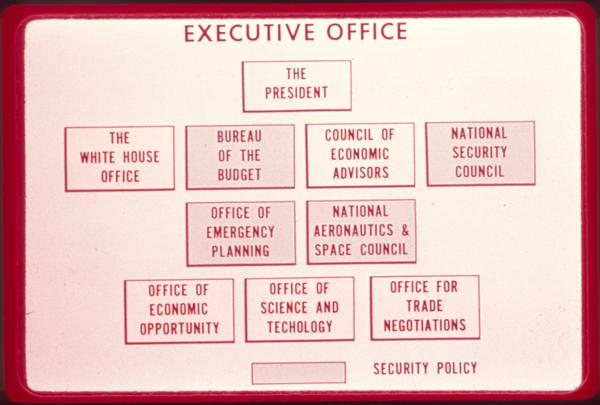 EXECUTIVE OFFICE
THE
PRESIDENT
THE
WHITE HOUSE
OFFICE
BUREAU
OF THE
BUDGET
COUNCIL OF
ECONOMIC
ADVISORS
NATIONAL
SECURITY
COUNCIL
OFFICE OF
EMERGENCY
PLANNING
NATIONAL
AERONAUTICS &
SPACE COUNCIL
OFFICE OF
ECONOMIC
OPPORTUNITY
OFFICE OF
SCIENCE AND
TECHOLOGY
OFFICE FOR
TRADE
NEGOTIATIONS
SECURITY POLICY